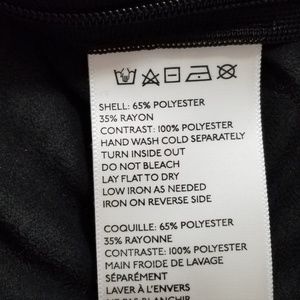 SHELL: 65% POLYESTER
35% RAYON
CONTRAST: 100% POLYESTER
HAND WASH COLD SEPARATELY
TURN INSIDE OUT
DO NOT BLEACH
LAY FLAT TO DRY
LOW IRON AS NEEDED
IRON ON REVERSE SIDE
COQUILLE: 65% POLYESTER
35% RAYONNE
CONTRASTE: 100% POLYESTER
MAIN FROIDE DE LAVAGE
SÉPARÉMENT
LAVER À L'ENVERS